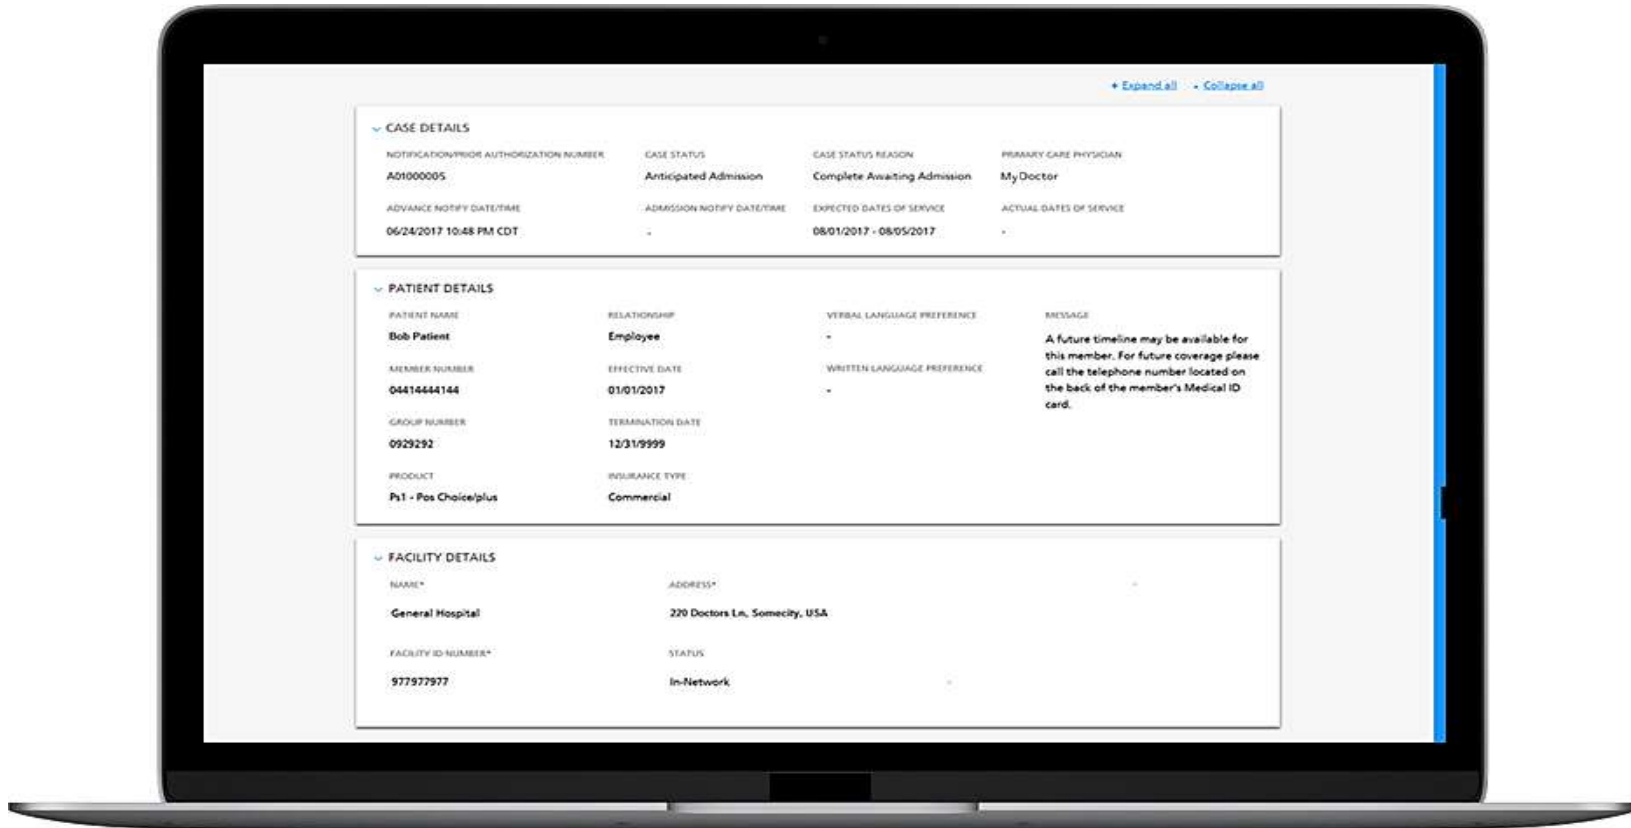 + Expand all - Collapse all
CASE DETAILS
NOTIFICATION/PRIOR AUTHORIZATION NUMBER CASE STATUS CASE STATUS REASON PRIMARY CARE PHYSICIAN
A01000005 Anticipated Admission Complete Awaiting Admission My Doctor
ADVANCE NOTIFY DATE/TIME ADMISSION NOTIFY DATE/TIME EXPECTED DATES OF SERVICE ACTUAL DATES OF SERVICE
06/24/2017 10:48 PM CDT - 08/01/2017 - 08/05/2017 -
PATIENT DETAILS
PATIENT NAME RELATIONSHIP VERBAL LANGUAGE PREFERENCE MESSAGE
Bob Patient Employee - A future timeline may be available for
this member. For future coverage please
MEMBER NUMBER EFFECTIVE DATE WRITTEN LANGUAGE PREFERENCE call the telephone number located on
04414444144 01/01/2017 - the back of the member's Medical ID
card.
GROUP NUMBER TERMINATION DATE
0929292 12/31/9999
PRODUCT INSURANCE TYPE
Ps1 - Pos Choice/plus Commercial
FACILITY DETAILS
NAME* ADDRESS* -
General Hospital 220 Doctors Ln, Somecity, USA
FACILITY ID NUMBER* STATUS
977977977 In-Network -